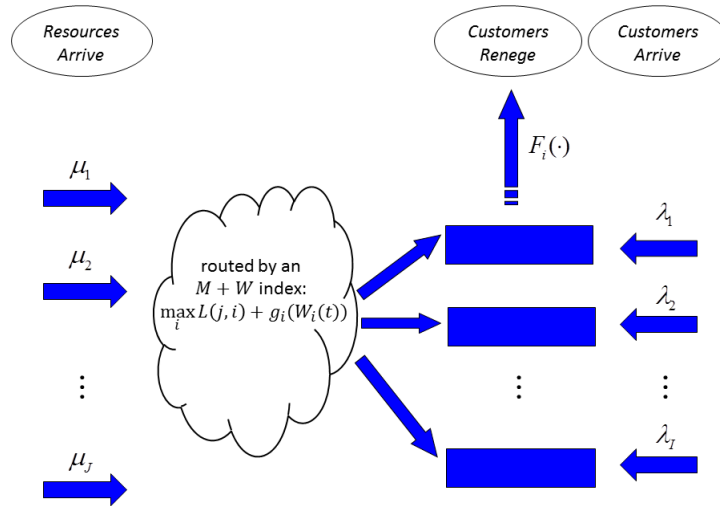 Resources
Arrive
Customers
Renege
Customers
Arrive
F_i(·)
μ_1
μ_2
⋮
μ_J
routed by an
M + W index:
max_i L(j, i) + g_i(W_i(t))
λ_1
λ_2
⋮
⋮
λ_I